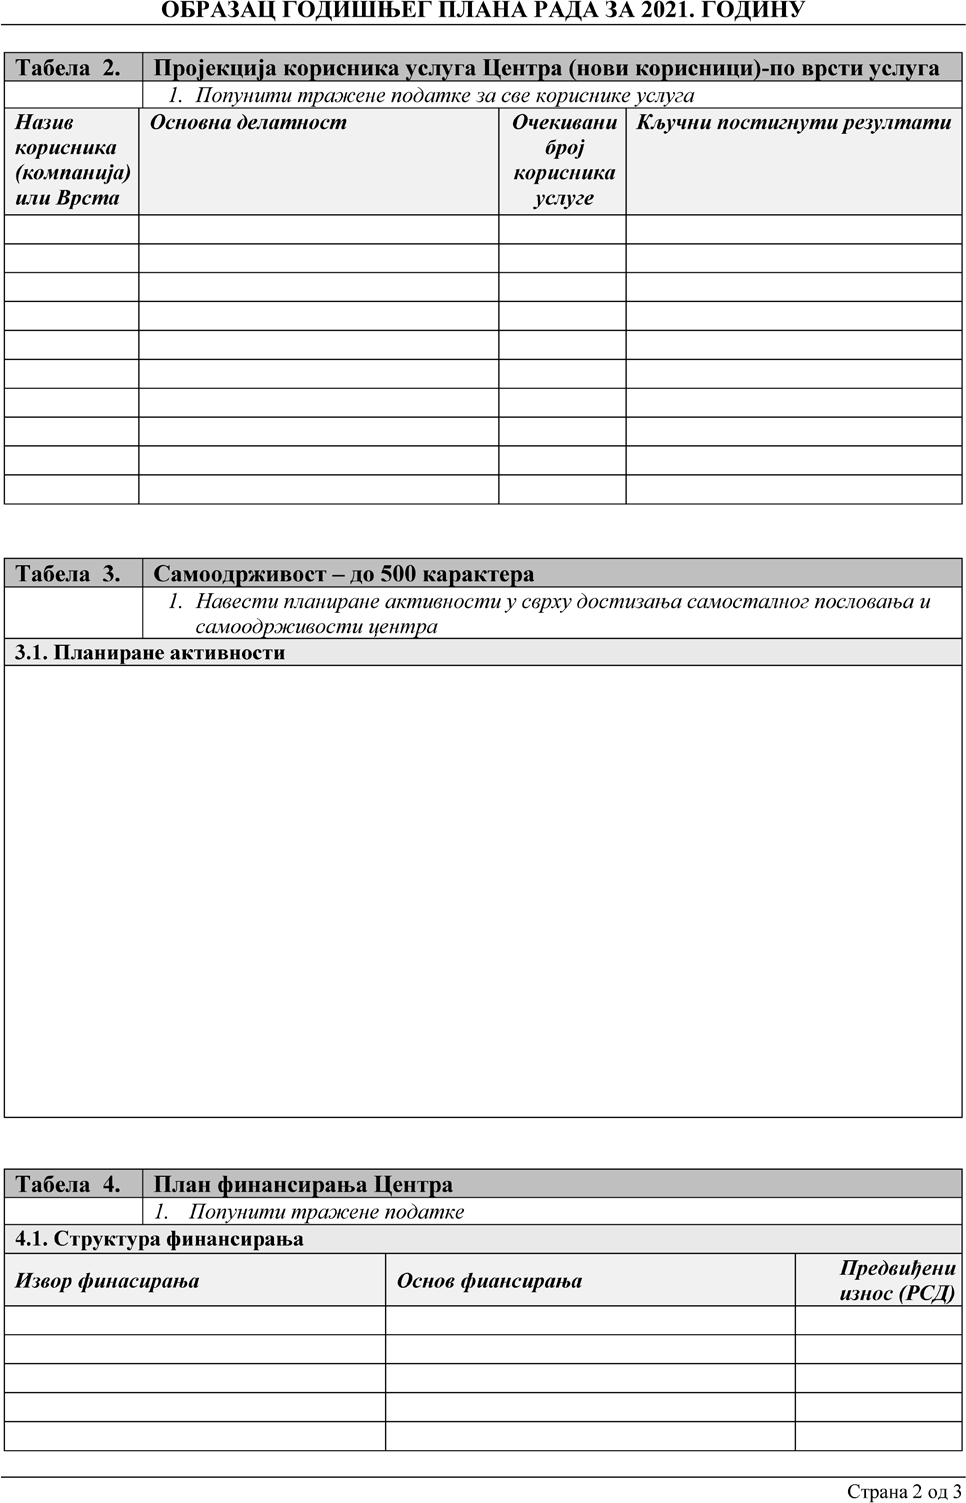 ОБРАЗАЦ ГОДИШЊЕГ ПЛАНА РАДА ЗА 2021. ГОДИНУ
Табела 2. Пројекција корисника услуга Центра (нови корисници)-по врсти услуга
1. Попунити тражене податке за све кориснике услуга
Назив
корисника
(компанија)
или Врста
Основна делатност
Очекивани
број
корисника
услуге
Кључни постигнути резултати
Табела 3. Самоодрживост – до 500 карактера
1. Навести планиране активности у сврху достизања самосталног пословања и
самоодрживости центра
3.1. Планиране активности
Табела 4. План финансирања Центра
1. Попунити тражене податке
4.1. Структура финансирања
Извор финасирања
Основ фиансирања
Предвиђени
износ (РСД)
Страна 2 од 3